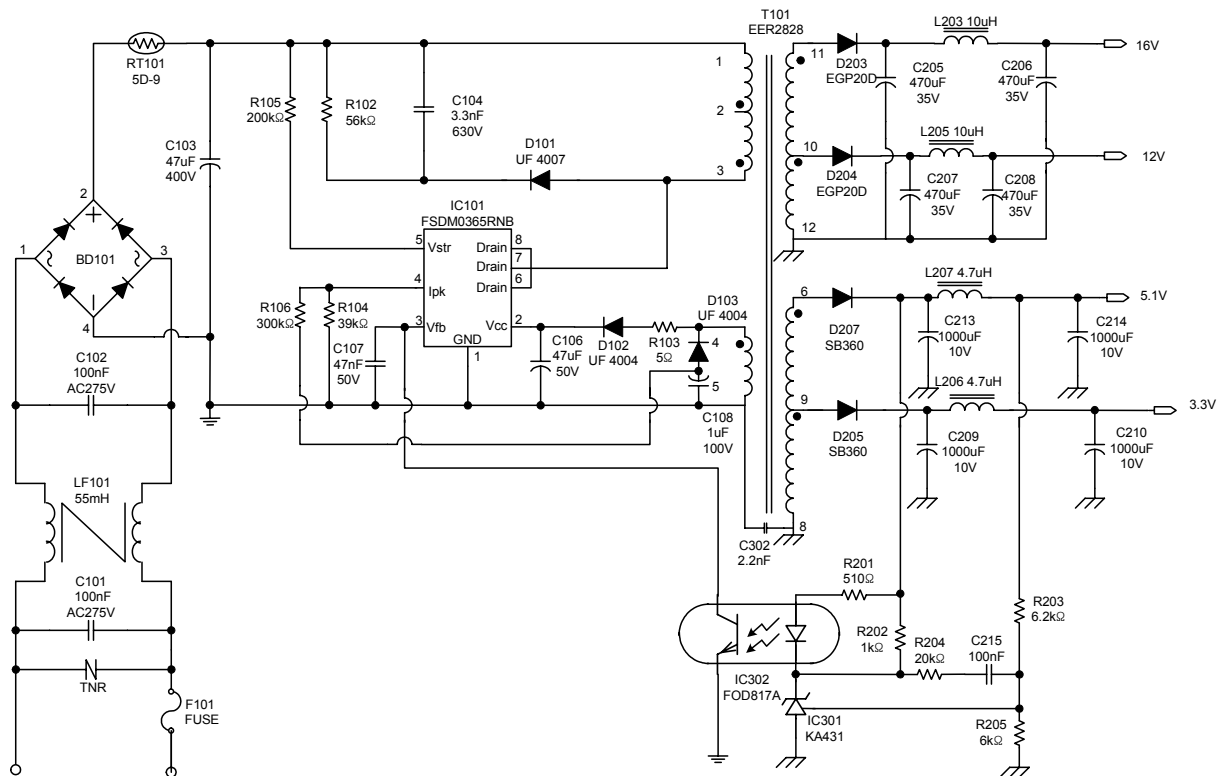 T101
EER2828
RT101
5D-9
R105
200kΩ
R102
56kΩ
C104
3.3nF
630V
C103
47uF
400V
D101
UF 4007
1
2
3
11
10
12
D203
EGP20D
L203 10uH
C205
470uF
35V
C206
470uF
35V
16V
L205 10uH
D204
EGP20D
C207
470uF
35V
C208
470uF
35V
12V
IC101
FSDM0365RNB
5 Vstr
Drain 8
Drain 7
Drain 6
4 Ipk
3 Vfb
Vcc 2
GND
1
2
1
3
4
BD101
R106
300kΩ
R104
39kΩ
C107
47nF
50V
C106
47uF
50V
D102
UF 4004
R103
5Ω
D103
UF 4004
4
5
C108
1uF
100V
6
9
8
D207
SB360
L207 4.7uH
C213
1000uF
10V
C214
1000uF
10V
5.1V
L206 4.7uH
D205
SB360
C209
1000uF
10V
C210
1000uF
10V
3.3V
C102
100nF
AC275V
LF101
55mH
C101
100nF
AC275V
TNR
F101
FUSE
C302
2.2nF
R201
510Ω
R202
1kΩ
R204
20kΩ
C215
100nF
R203
6.2kΩ
IC302
FOD817A
IC301
KA431
R205
6kΩ